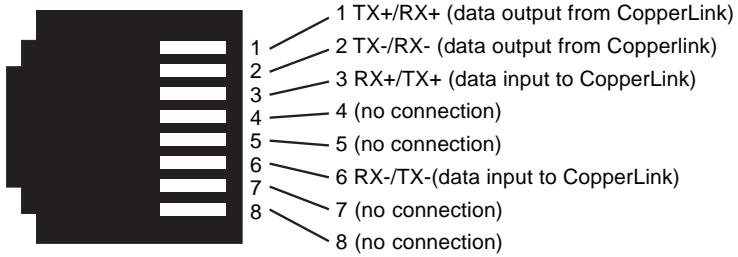 1 1 TX+/RX+ (data output from CopperLink)
2 2 TX-/RX- (data output from Copperlink)
3 3 RX+/TX+ (data input to CopperLink)
4 4 (no connection)
5 5 (no connection)
6 6 RX-/TX-(data input to CopperLink)
7 7 (no connection)
8 8 (no connection)